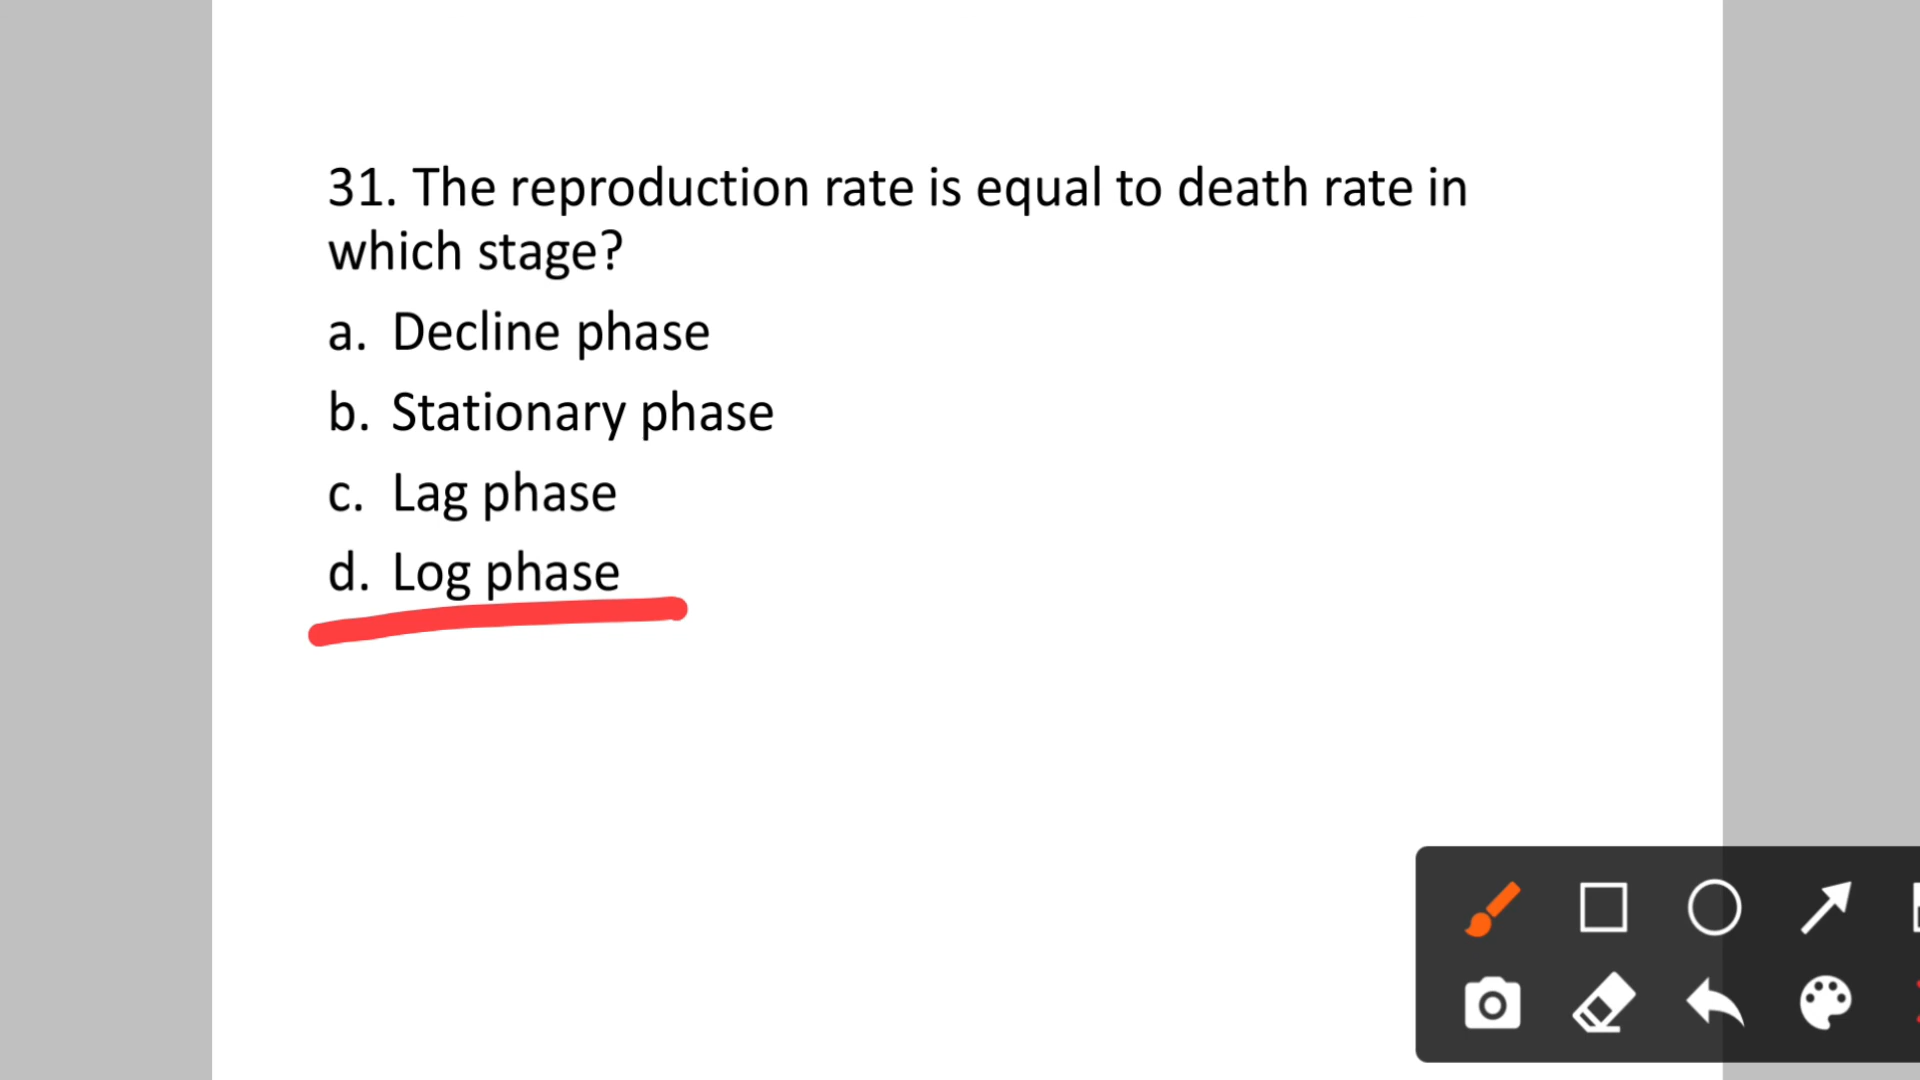 31. The reproduction rate is equal to death rate in
which stage?
a. Decline phase
b. Stationary phase
c. Lag phase
d. Log phase